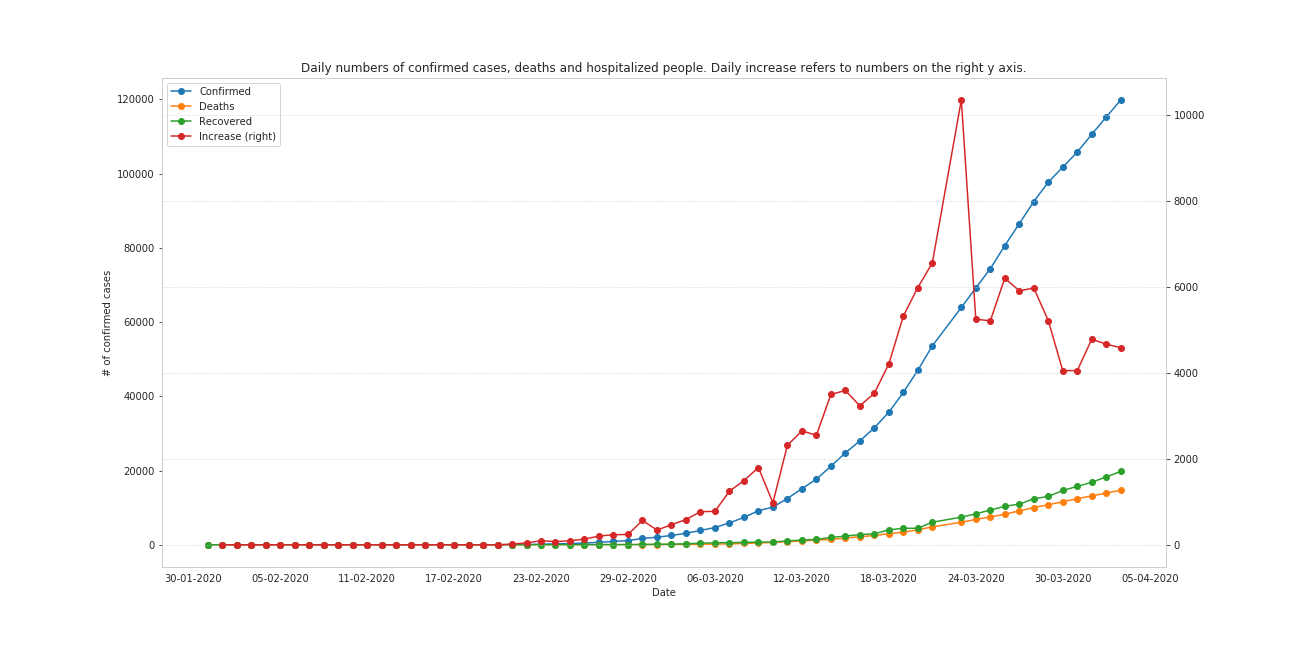 Daily numbers of confirmed cases, deaths and hospitalized people. Daily increase refers to numbers on the right y axis.
Confirmed
Deaths
Recovered
Increase (right)
120000
100000
80000
60000
40000
20000
0
# of confirmed cases
10000
8000
6000
4000
2000
0
30-01-2020 05-02-2020 11-02-2020 17-02-2020 23-02-2020 29-02-2020 06-03-2020 12-03-2020 18-03-2020 24-03-2020 30-03-2020 05-04-2020
Date